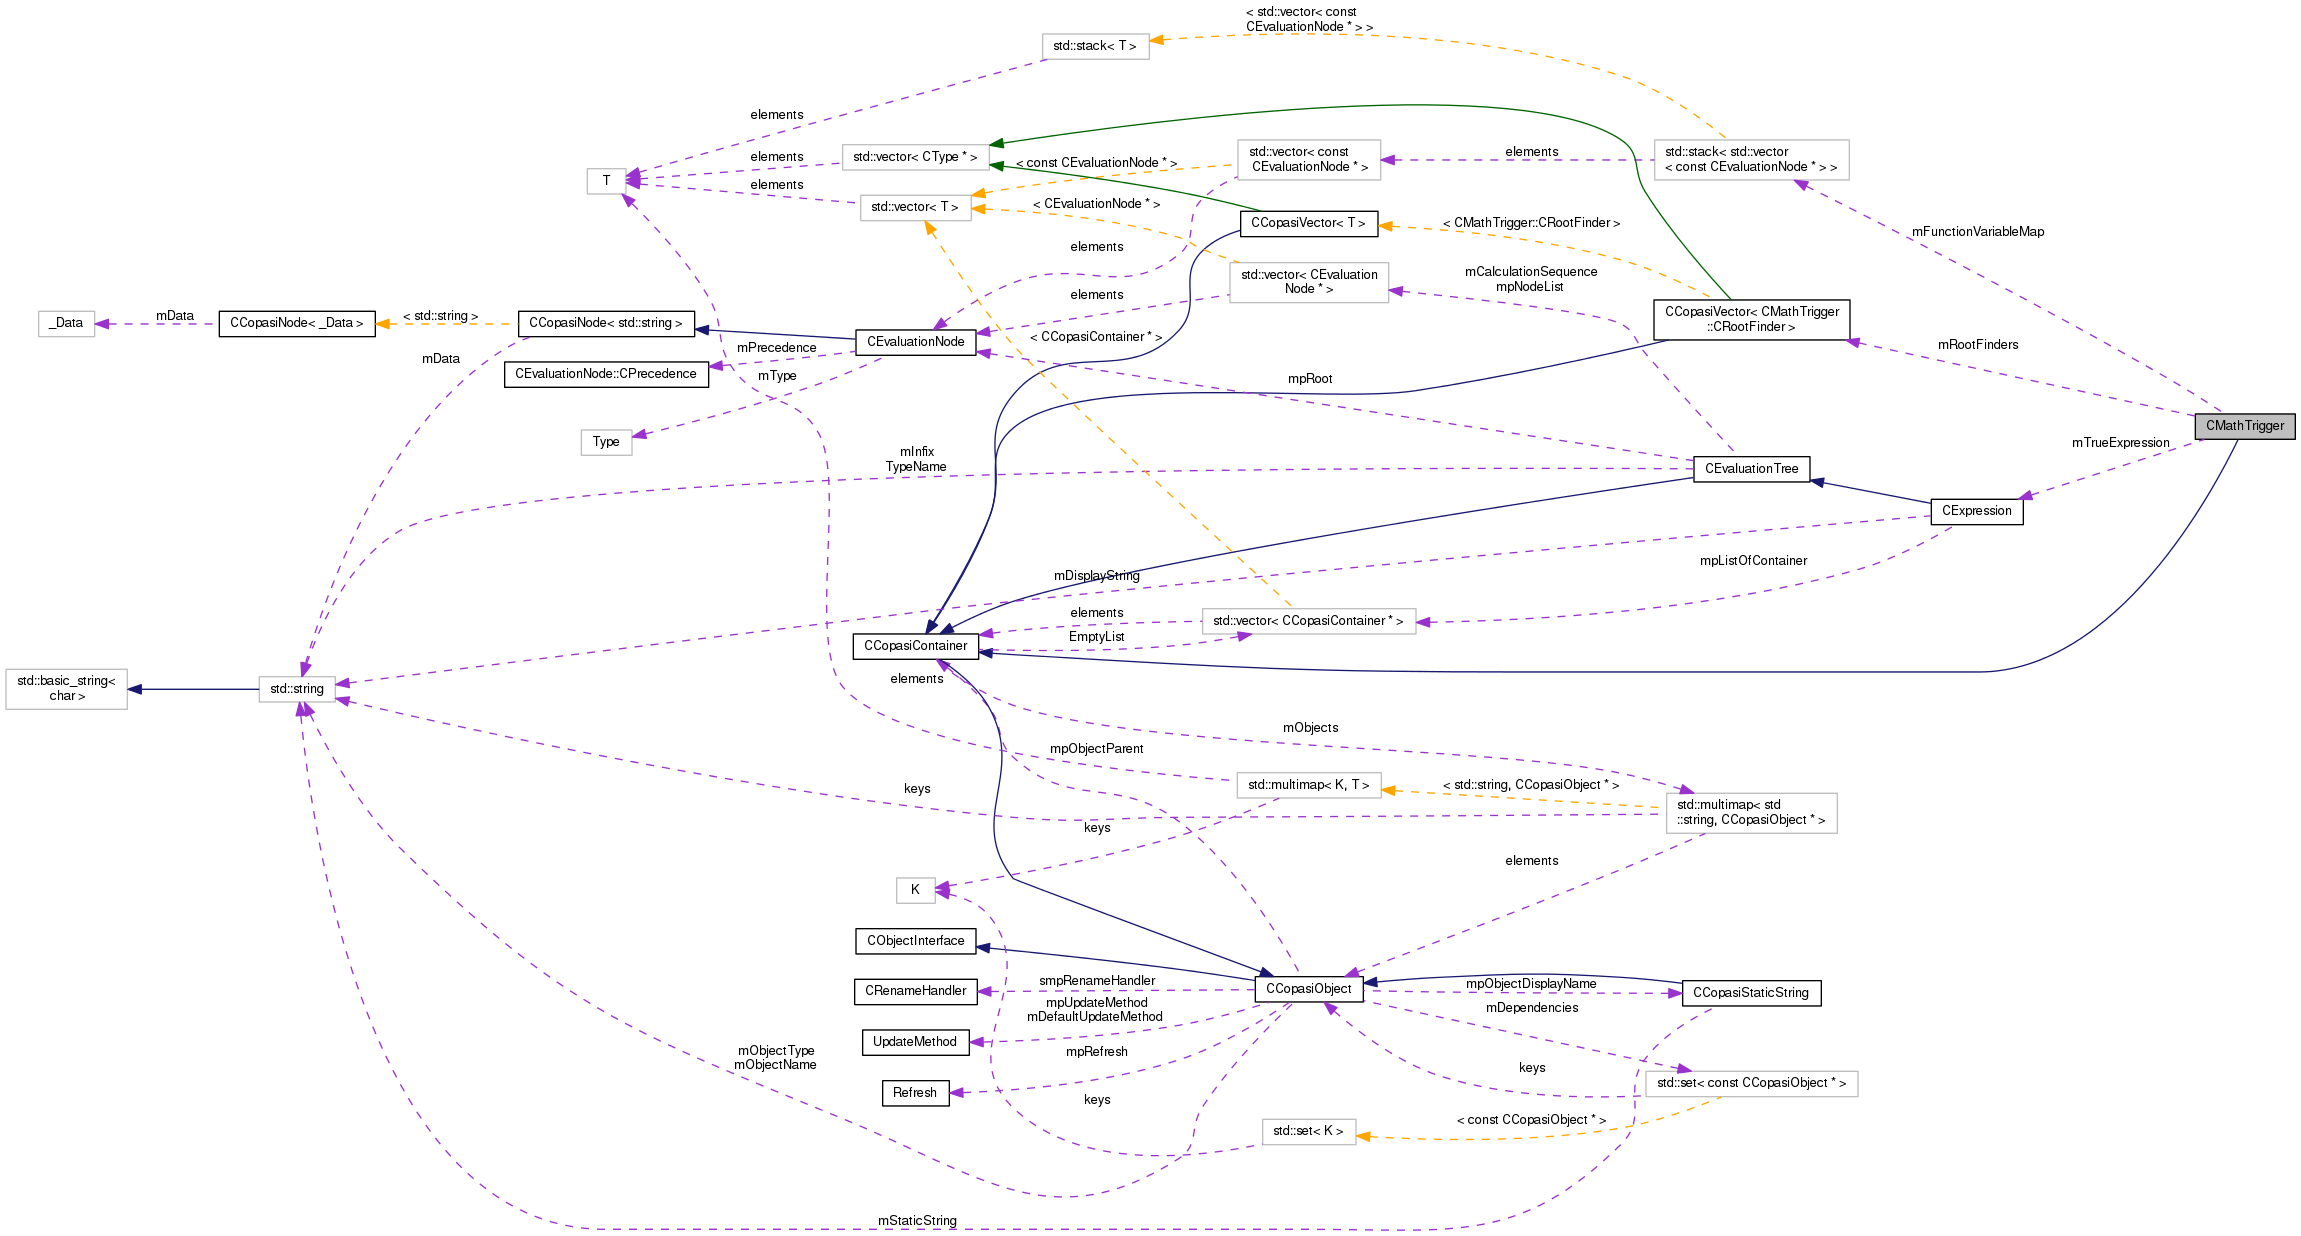 < std::vector< const
CEvaluationNode * > >
std::stack< T >
elements
std::vector< CType * >
elements
< const CEvaluationNode * >
std::vector< const
CEvaluationNode * >
elements
std::stack< std::vector
< const CEvaluationNode * > >
T
elements
std::vector< T >
< CEvaluationNode * >
CCopasiVector< T >
< CMathTrigger::CRootFinder >
mFunctionVariableMap
elements
std::vector< CEvaluation
Node * >
mCalculationSequence
mpNodeList
elements
_Data
mData
CCopasiNode< _Data >
< std::string >
CCopasiNode< std::string >
CCopasiVector< CMathTrigger
::CRootFinder >
mData
mPrecedence
CEvaluationNode
< CCopasiContainer * >
mRootFinders
CEvaluationNode::CPrecedence
mType
mpRoot
Type
CMathTrigger
mInfix
TypeName
mTrueExpression
CEvaluationTree
CExpression
mDisplayString
mpListOfContainer
elements
std::vector< CCopasiContainer * >
EmptyList
CCopasiContainer
std::basic_string<
char >
std::string
elements
mObjects
mpObjectParent
keys
std::multimap< K, T >
< std::string, CCopasiObject * >
std::multimap< std
::string, CCopasiObject * >
keys
elements
K
CObjectInterface
CRenameHandler
smpRenameHandler
CCopasiObject
mpObjectDisplayName
CCopasiStaticString
mpUpdateMethod
mDefaultUpdateMethod
mDependencies
UpdateMethod
mObjectType
mObjectName
mpRefresh
keys
std::set< const CCopasiObject * >
Refresh
keys
std::set< K >
< const CCopasiObject * >
mStaticString